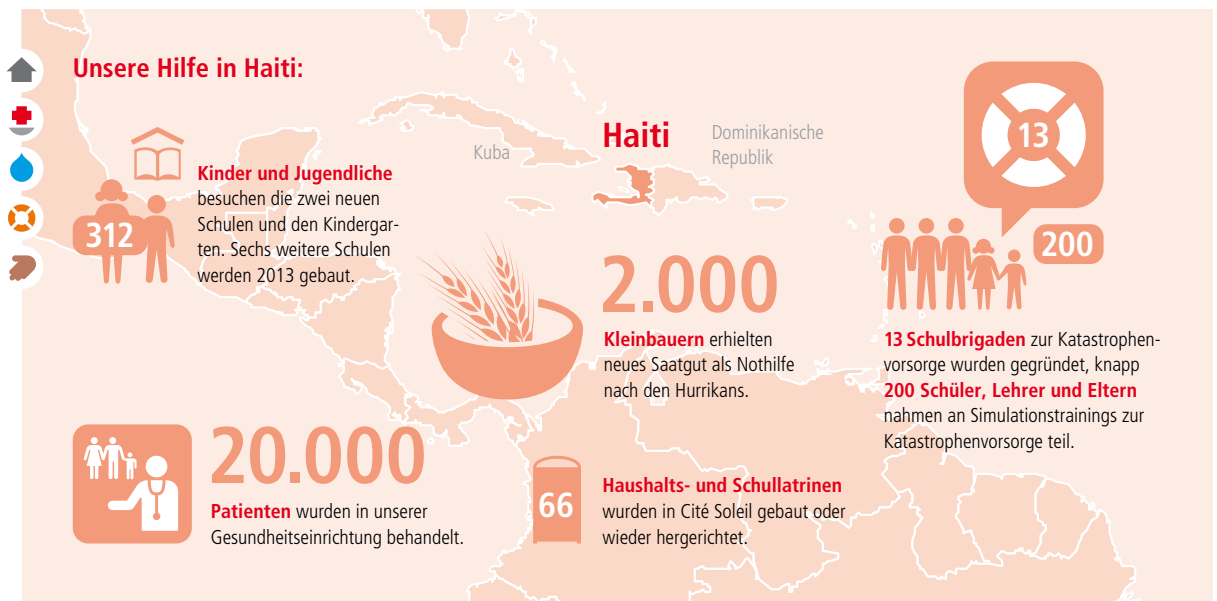 Unsere Hilfe in Haiti:
Kuba
Haiti
Dominikanische
Republik
13
200
312
Kinder und Jugendliche
besuchen die zwei neuen
Schulen und den Kindergar-
ten. Sechs weitere Schulen
werden 2013 gebaut.
2.000
Kleinbauern erhielten
neues Saatgut als Nothilfe
nach den Hurrikans.
13 Schulbrigaden zur Katastrophen-
vorsorge wurden gegründet, knapp
200 Schüler, Lehrer und Eltern
nahmen an Simulationstrainings zur
Katastrophenvorsorge teil.
20.000
Patienten wurden in unserer
Gesundheitseinrichtung behandelt.
66
Haushalts- und Schullatrinen
wurden in Cité Soleil gebaut oder
wieder hergerichtet.